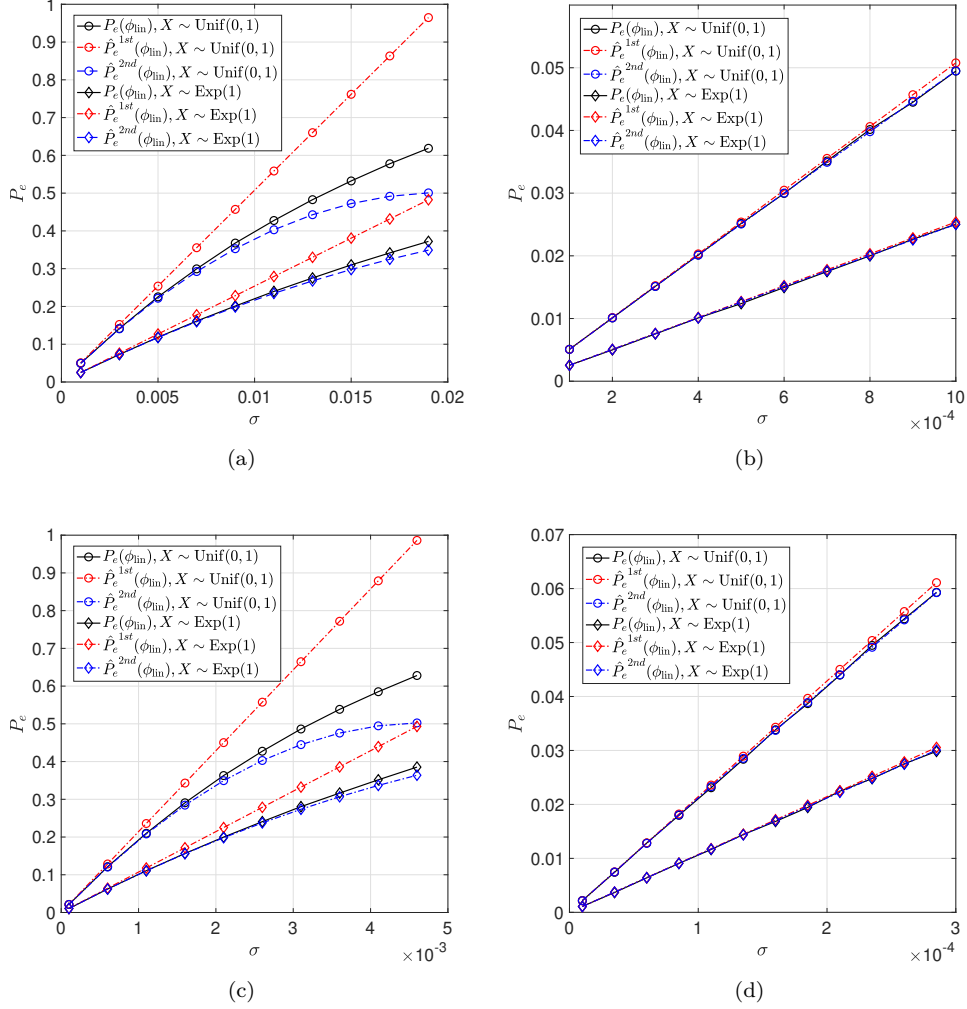 P_e(ϕ_lin), X ∼ Unif(0, 1)
P̂_e^{1st}(ϕ_lin), X ∼ Unif(0, 1)
P̂_e^{2nd}(ϕ_lin), X ∼ Unif(0, 1)
P_e(ϕ_lin), X ∼ Exp(1)
P̂_e^{1st}(ϕ_lin), X ∼ Exp(1)
P̂_e^{2nd}(ϕ_lin), X ∼ Exp(1)
1
0.9
0.8
0.7
0.6
0.5
0.4
0.3
0.2
0.1
0
P_e
0 0.005 0.01 0.015 0.02
σ
(a)
P_e(ϕ_lin), X ∼ Unif(0, 1)
P̂_e^{1st}(ϕ_lin), X ∼ Unif(0, 1)
P̂_e^{2nd}(ϕ_lin), X ∼ Unif(0, 1)
P_e(ϕ_lin), X ∼ Exp(1)
P̂_e^{1st}(ϕ_lin), X ∼ Exp(1)
P̂_e^{2nd}(ϕ_lin), X ∼ Exp(1)
0.05
0.04
0.03
0.02
0.01
0
P_e
2 4 6 8 10
σ
×10^{-4}
(b)
P_e(ϕ_lin), X ∼ Unif(0, 1)
P̂_e^{1st}(ϕ_lin), X ∼ Unif(0, 1)
P̂_e^{2nd}(ϕ_lin), X ∼ Unif(0, 1)
P_e(ϕ_lin), X ∼ Exp(1)
P̂_e^{1st}(ϕ_lin), X ∼ Exp(1)
P̂_e^{2nd}(ϕ_lin), X ∼ Exp(1)
1
0.9
0.8
0.7
0.6
0.5
0.4
0.3
0.2
0.1
0
P_e
0 1 2 3 4 5
σ
×10^{-3}
(c)
P_e(ϕ_lin), X ∼ Unif(0, 1)
P̂_e^{1st}(ϕ_lin), X ∼ Unif(0, 1)
P̂_e^{2nd}(ϕ_lin), X ∼ Unif(0, 1)
P_e(ϕ_lin), X ∼ Exp(1)
P̂_e^{1st}(ϕ_lin), X ∼ Exp(1)
P̂_e^{2nd}(ϕ_lin), X ∼ Exp(1)
0.07
0.06
0.05
0.04
0.03
0.02
0.01
0
P_e
0 1 2 3
σ
×10^{-4}
(d)